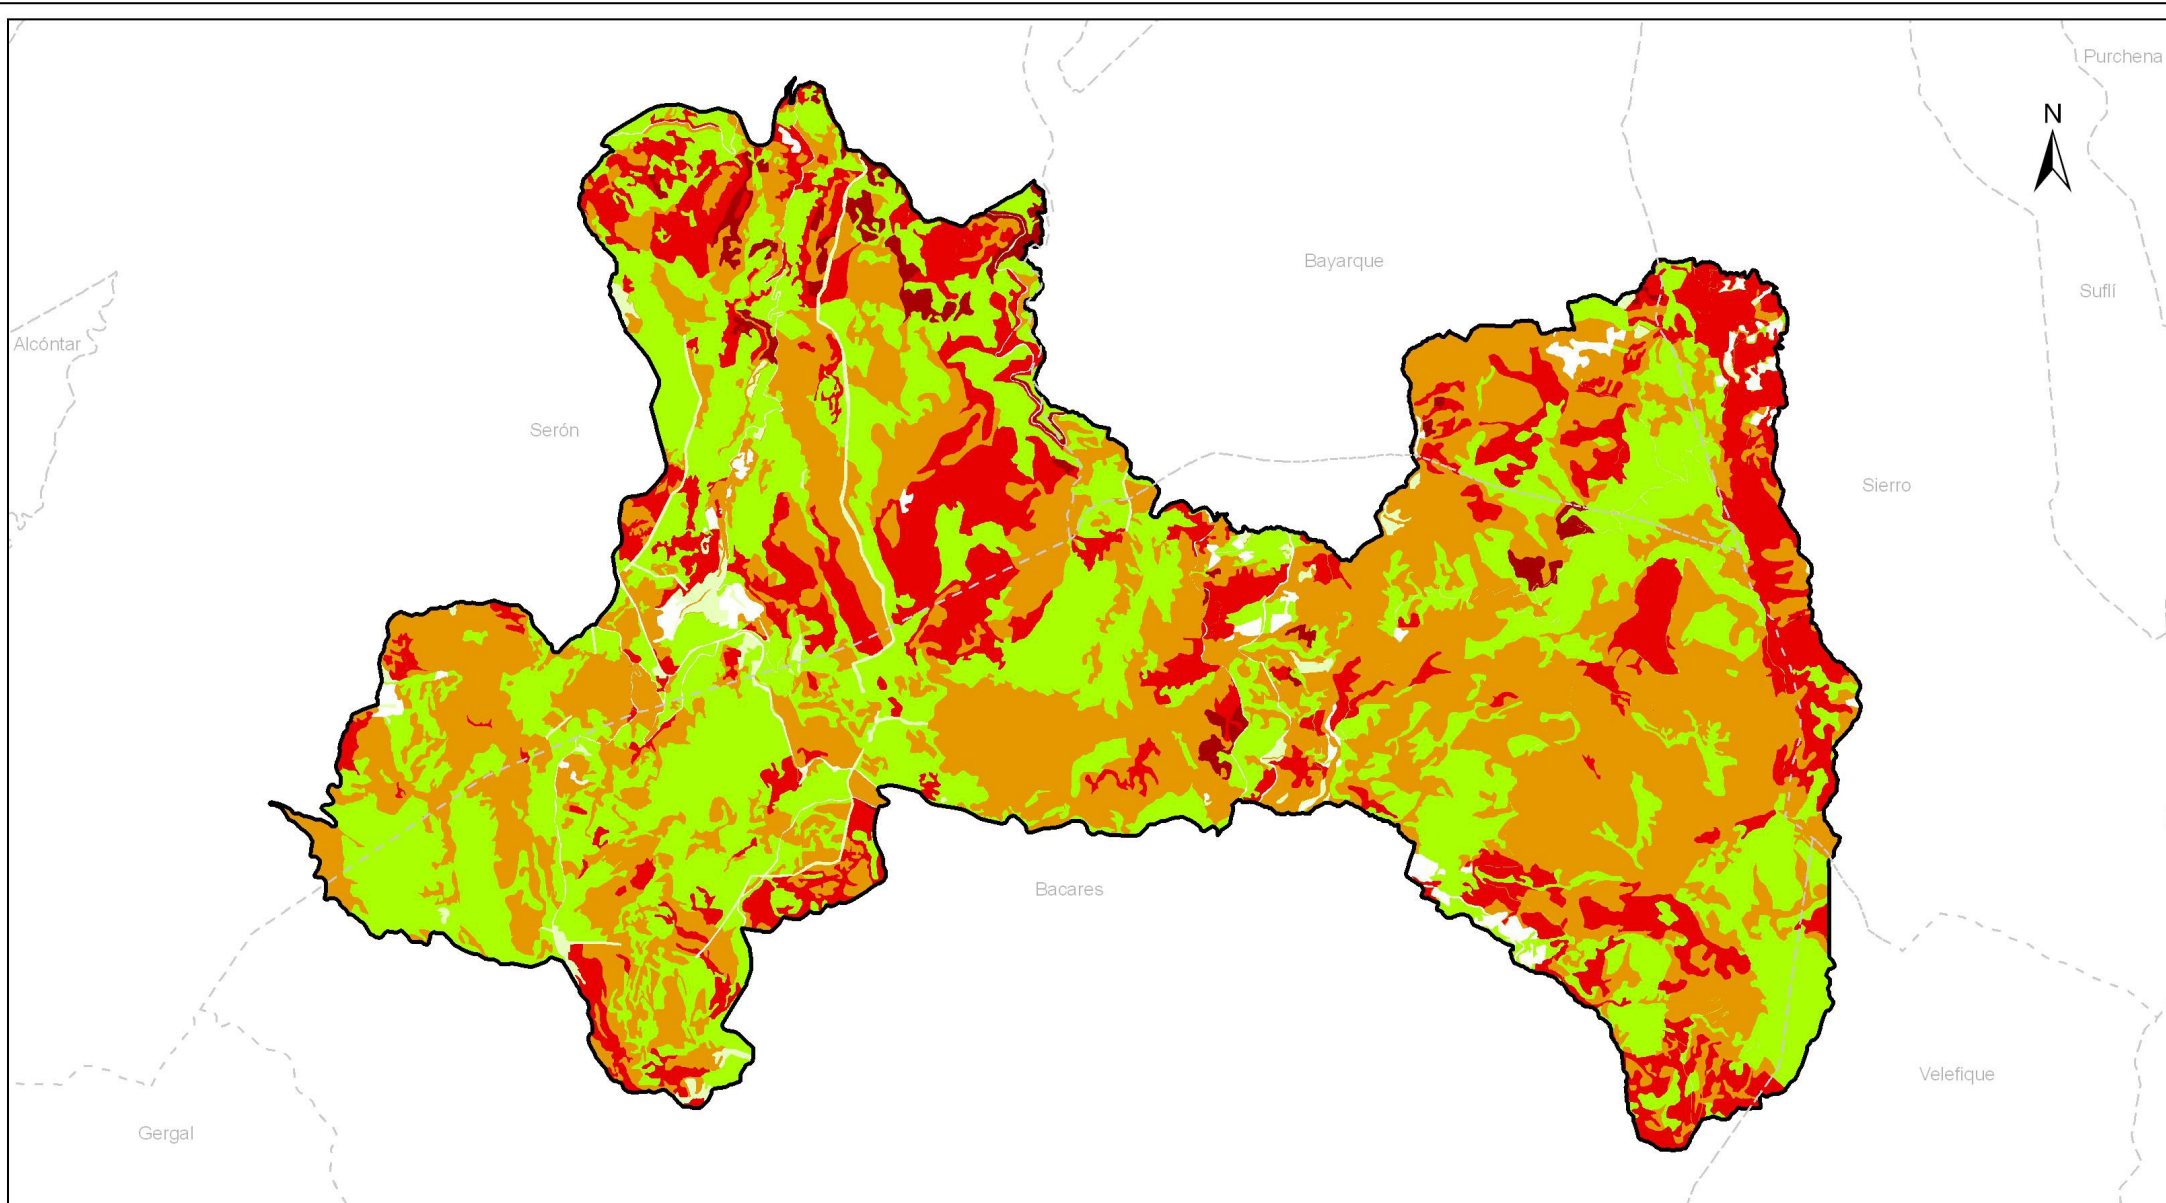 Purchena
N
Bayarque
Suflí
Alcóntar
Serón
Sierro
Bacares
Velefique
Gergal